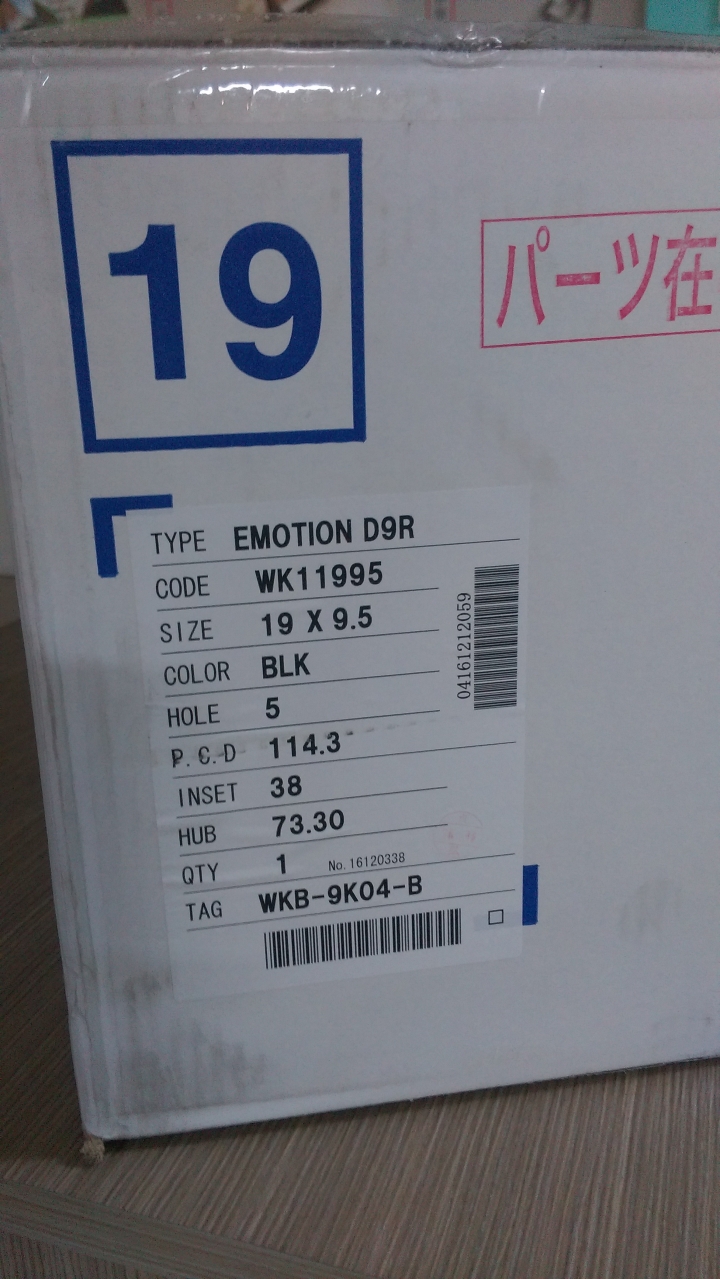 19
パーツ在
TYPE EMOTION D9R
CODE WK11995
SIZE 19 X 9.5
COLOR BLK
HOLE 5
P.C.D 114.3
INSET 38
HUB 73.30
QTY 1 No.16120338
TAG WKB-9K04-B
04161212059